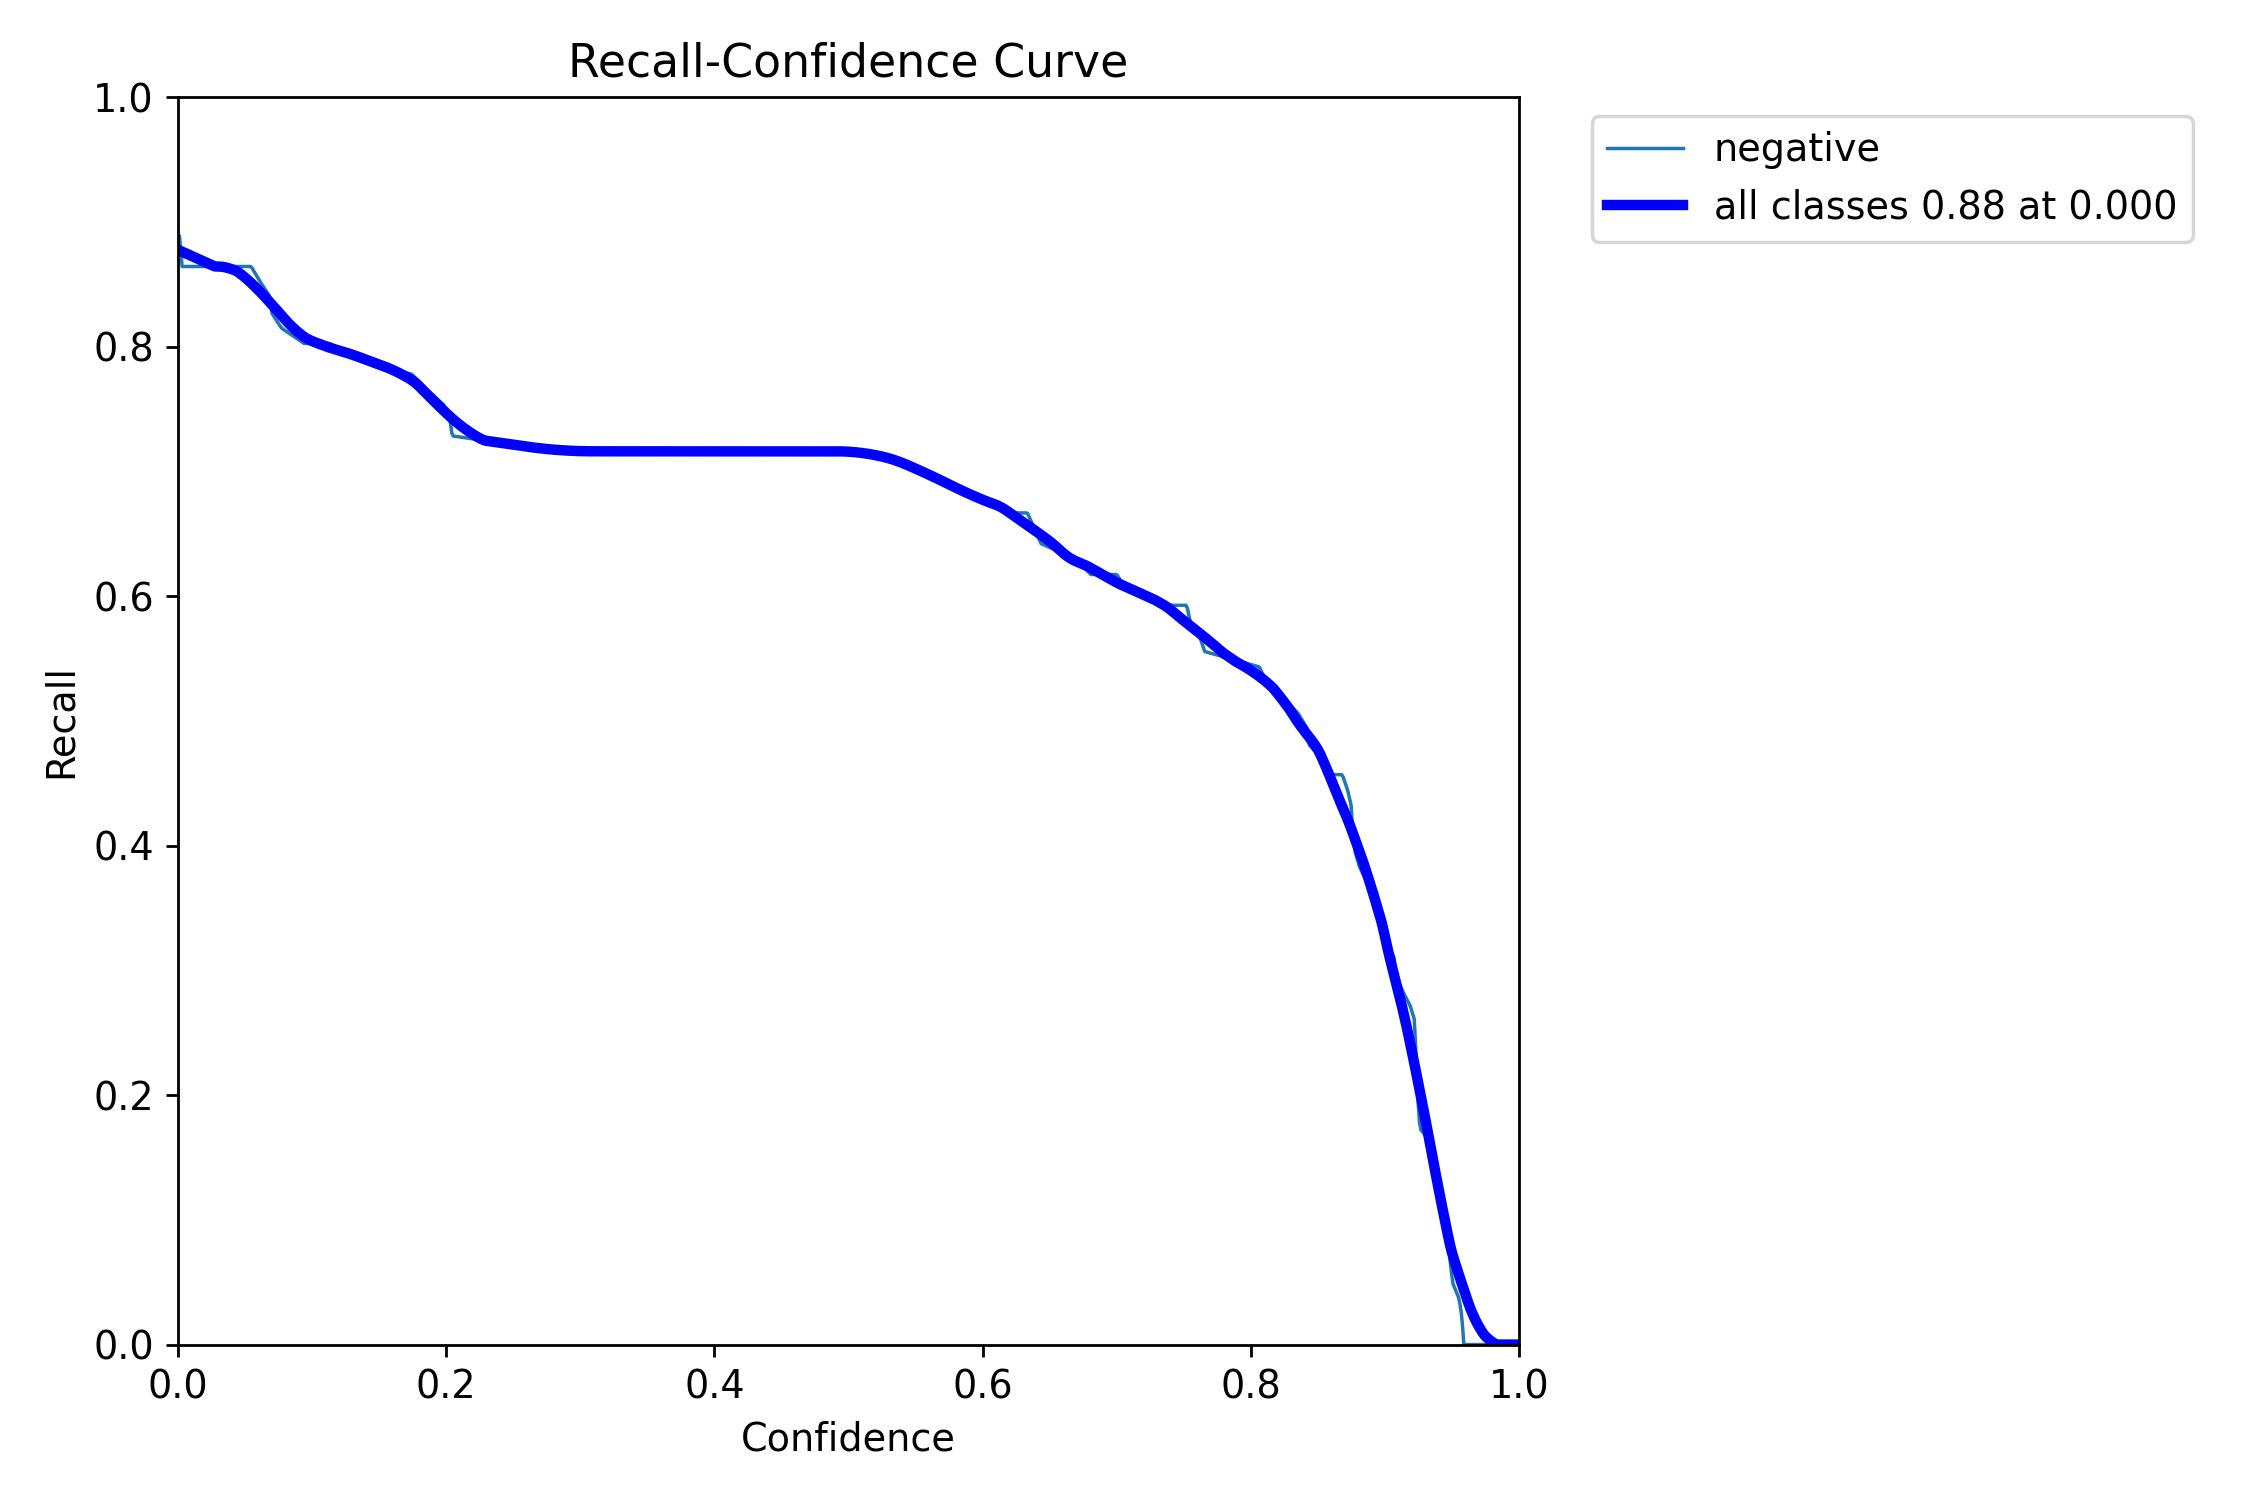 Recall-Confidence Curve
1.0
0.8
0.6
0.4
0.2
0.0
Recall
0.0 0.2 0.4 0.6 0.8 1.0
Confidence
negative
all classes 0.88 at 0.000